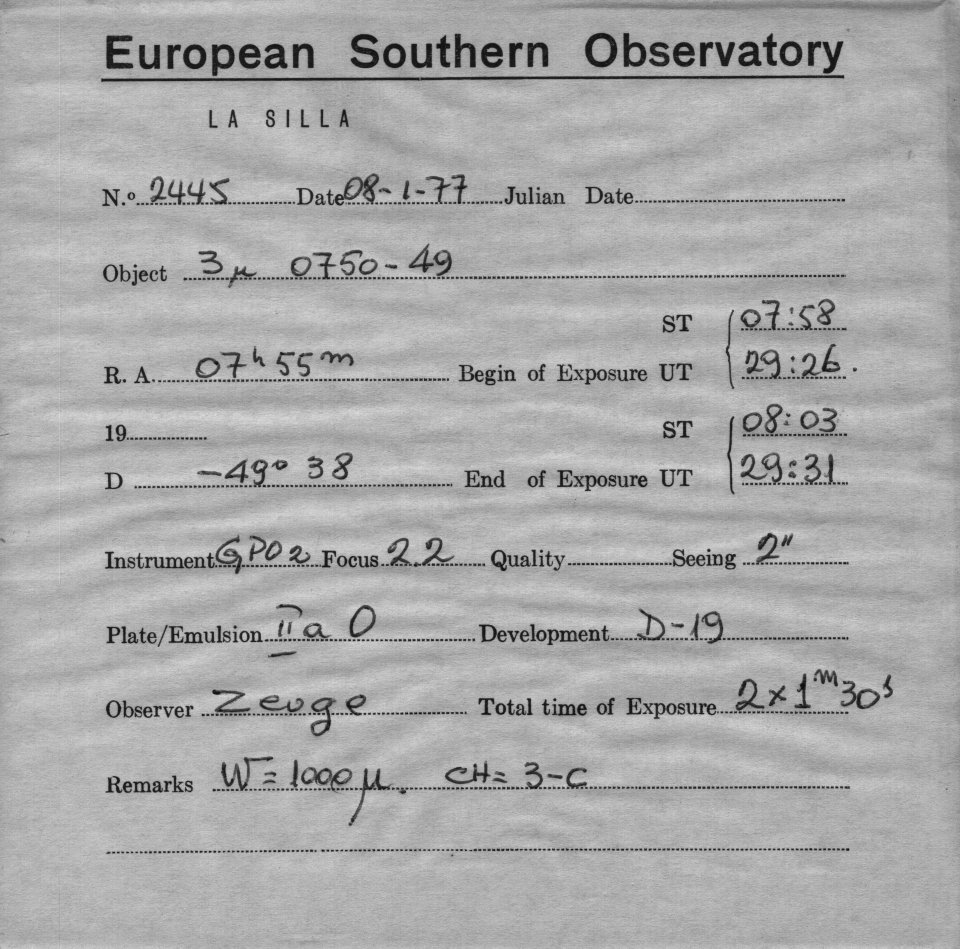 European Southern Observatory
LA SILLA
N.º 2445 Date 08-1-77 Julian Date
Object 3μ 0750-49
ST 07:58
R. A. 07h 55m Begin of Exposure UT 29:26.
19 ST 08:03
D -49° 38 End of Exposure UT 29:31
Instrument GPO2 Focus 2.2 Quality Seeing 2"
Plate/Emulsion IIa O Development D-19
Observer Zeuge Total time of Exposure 2×1m30s
Remarks W=1000μ. CH= 3-C